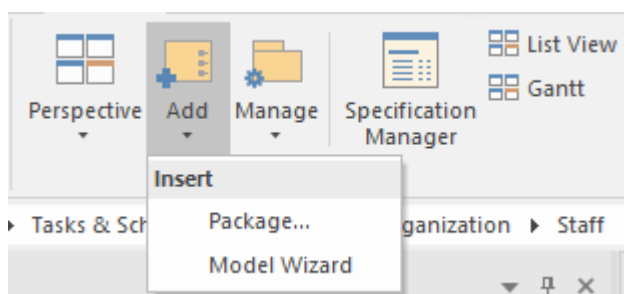 Perspective
Add
Manage
Specification
Manager
List View
Gantt
Insert
Package...
Model Wizard
Tasks & Sch
ganization
Staff